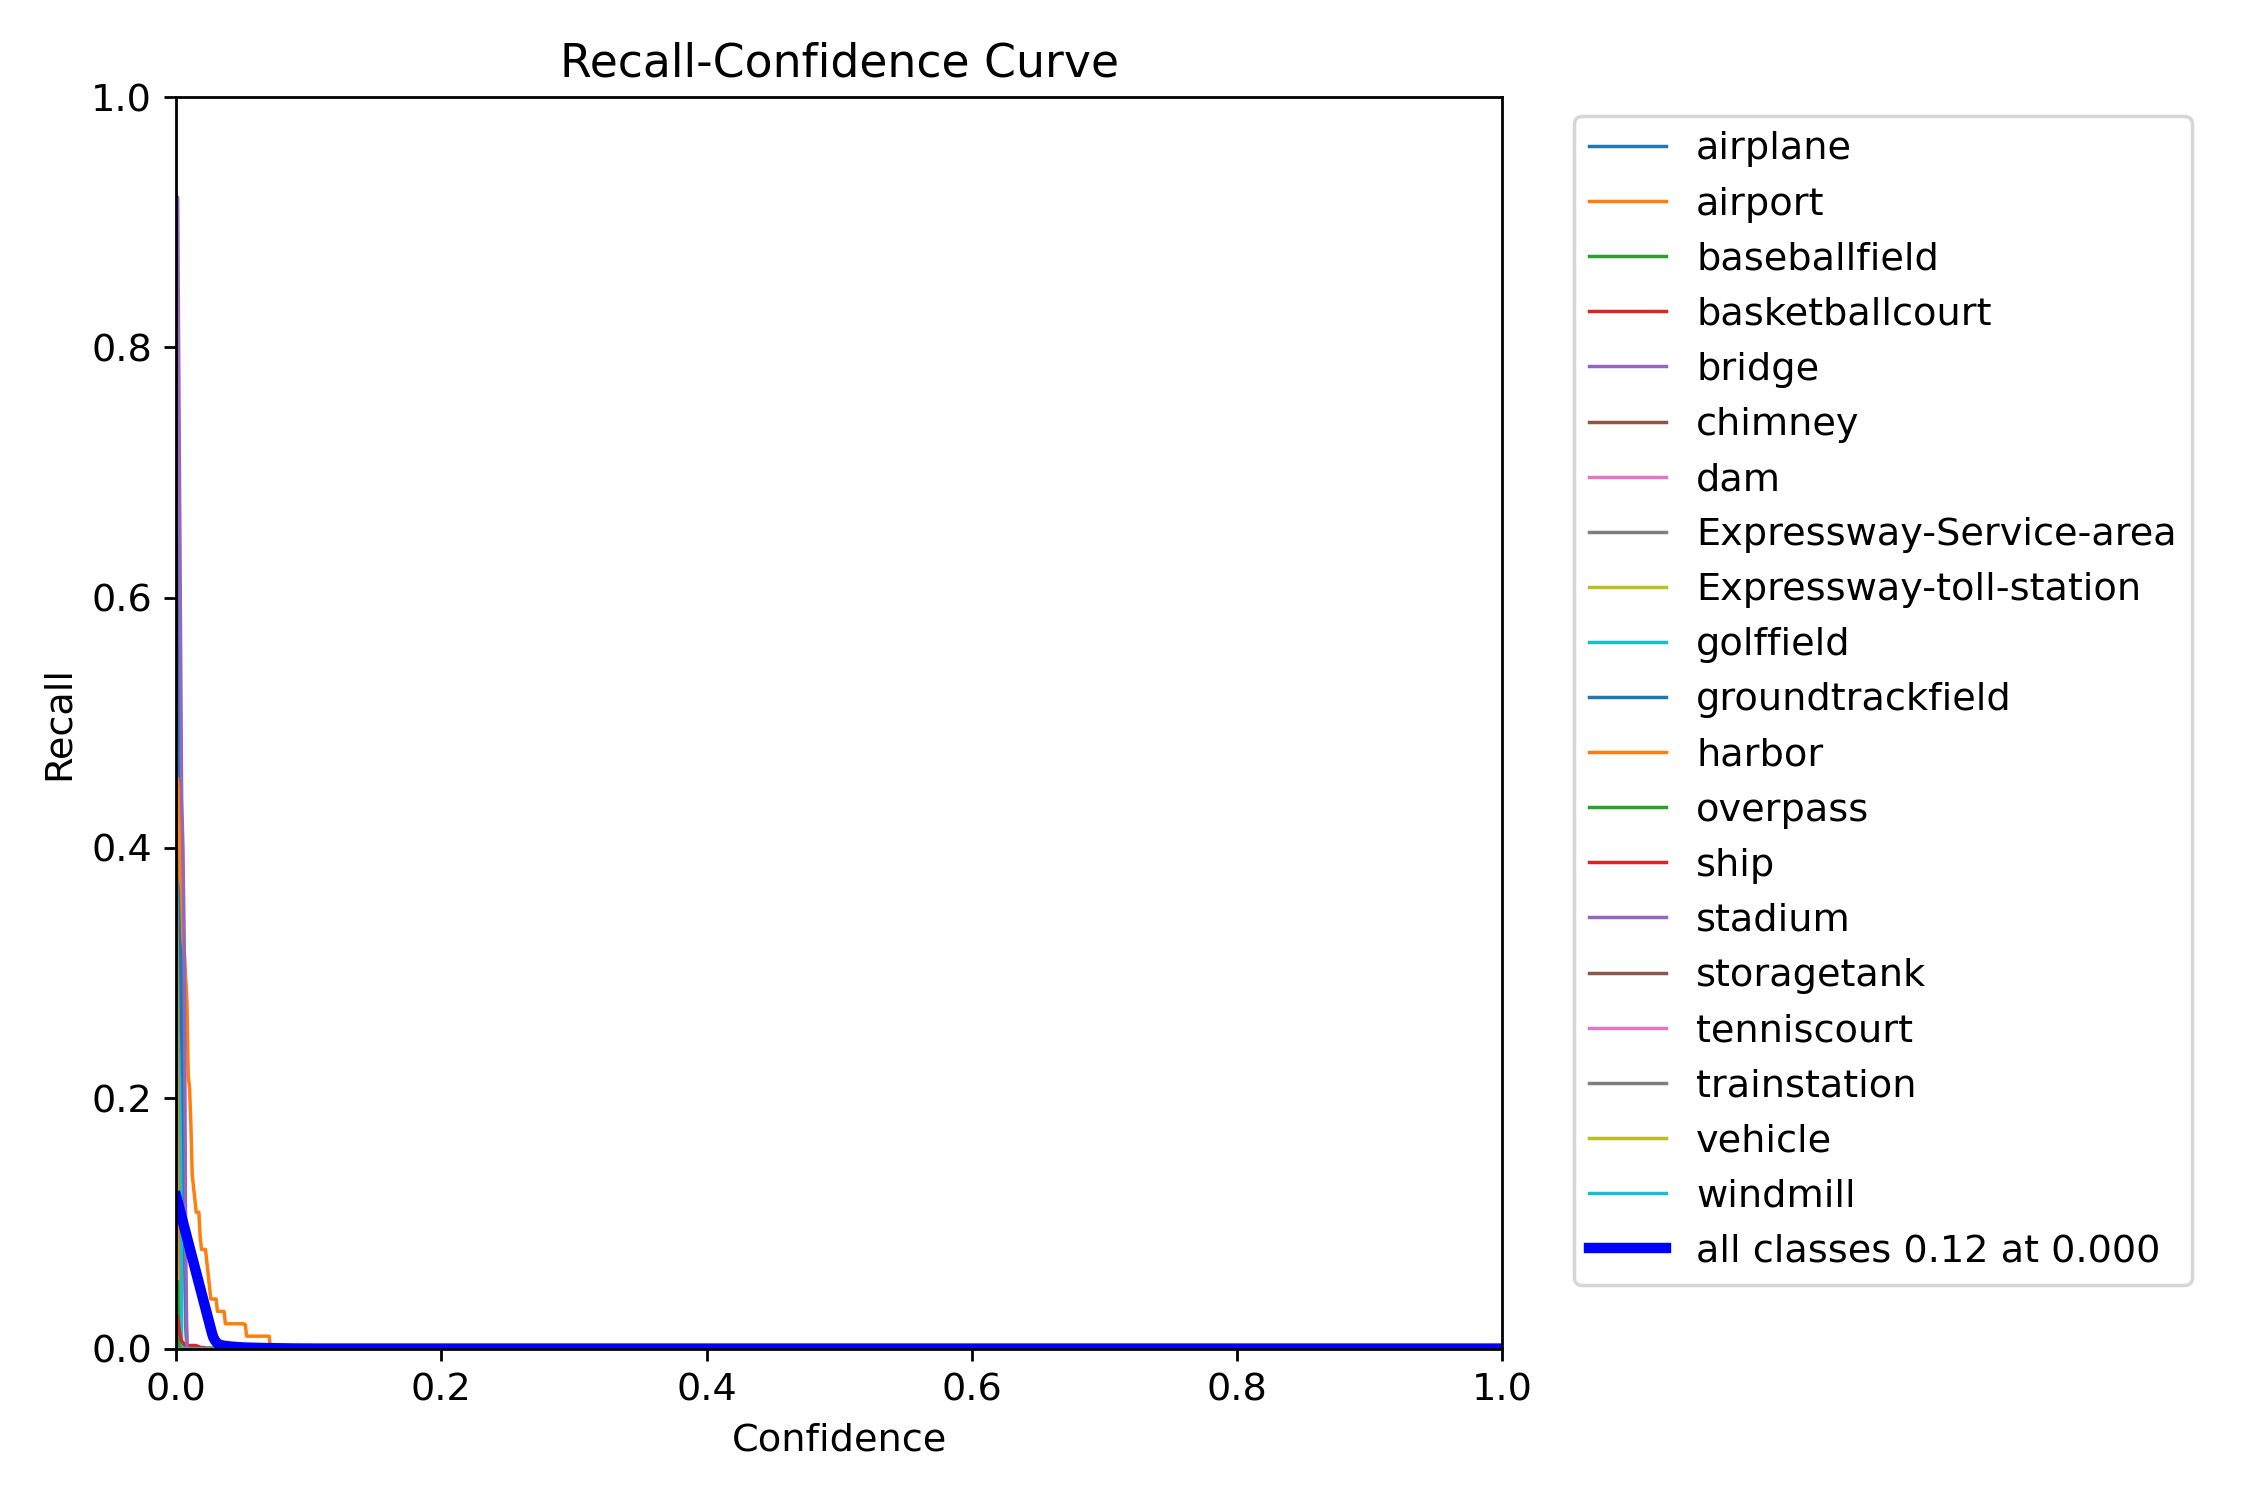 Recall-Confidence Curve
1.0
0.8
0.6
0.4
0.2
0.0
Recall
0.0 0.2 0.4 0.6 0.8 1.0
Confidence
airplane
airport
baseballfield
basketballcourt
bridge
chimney
dam
Expressway-Service-area
Expressway-toll-station
golffield
groundtrackfield
harbor
overpass
ship
stadium
storagetank
tenniscourt
trainstation
vehicle
windmill
all classes 0.12 at 0.000